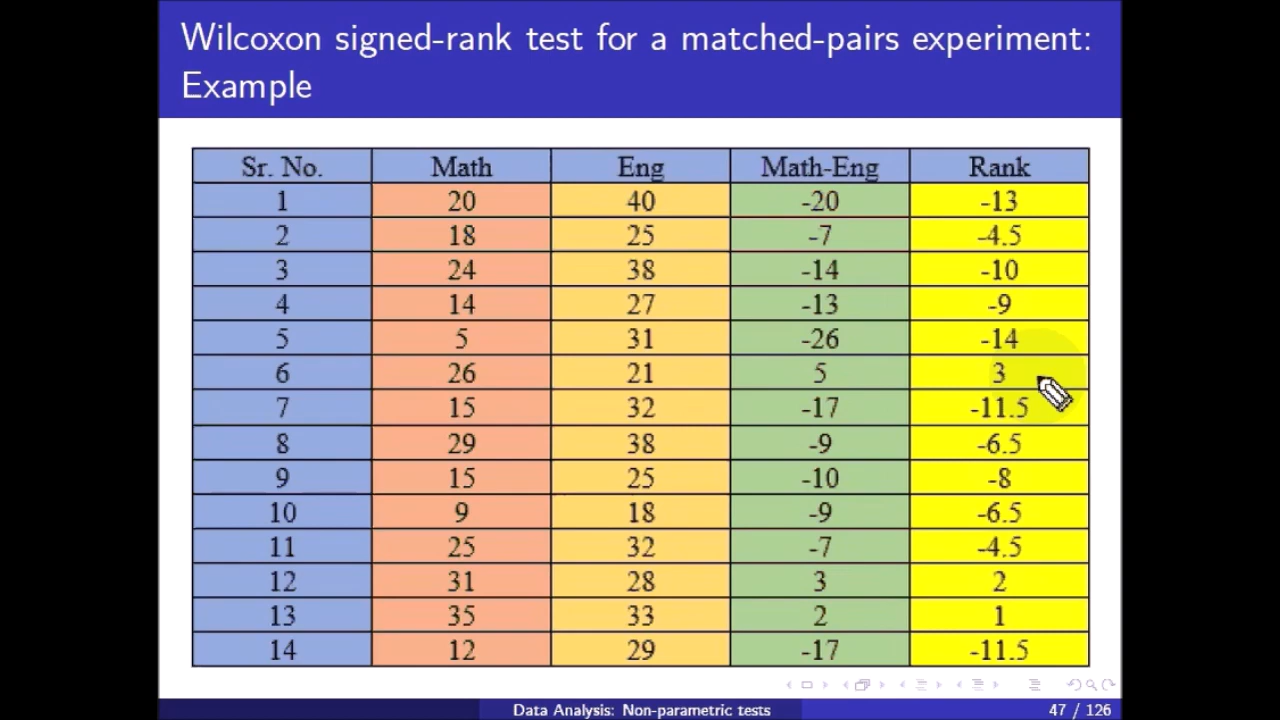 Wilcoxon signed-rank test for a matched-pairs experiment:
Example
Sr. No. Math Eng Math-Eng Rank
1 20 40 -20 -13
2 18 25 -7 -4.5
3 24 38 -14 -10
4 14 27 -13 -9
5 5 31 -26 -14
6 26 21 5 3
7 15 32 -17 -11.5
8 29 38 -9 -6.5
9 15 25 -10 -8
10 9 18 -9 -6.5
11 25 32 -7 -4.5
12 31 28 3 2
13 35 33 2 1
14 12 29 -17 -11.5
Data Analysis: Non-parametric tests 47 / 126